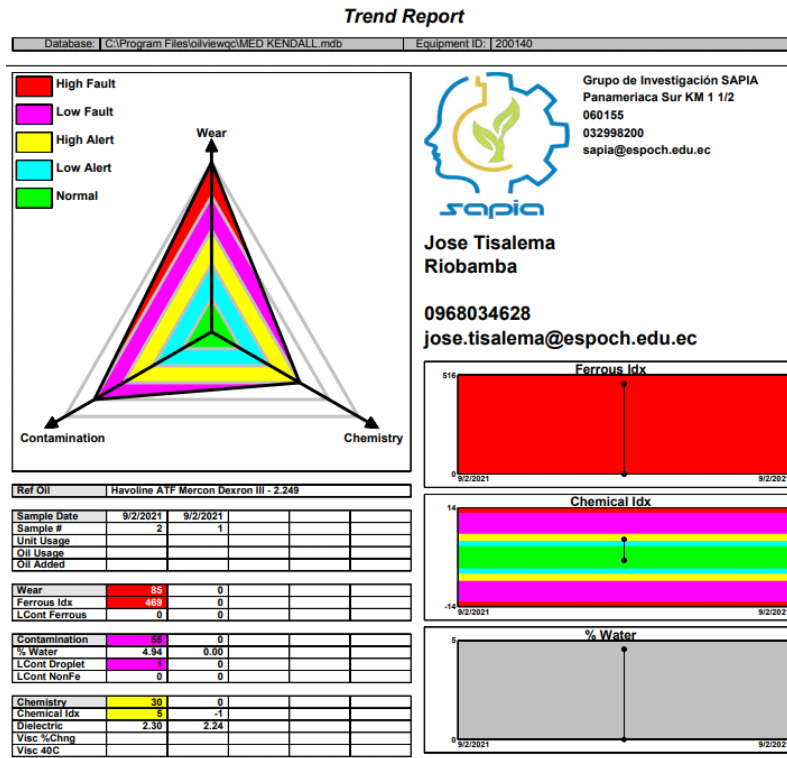 Trend Report
Database: C:\Program Files\oilviewqc\MED KENDALL.mdb Equipment ID: 200140
High Fault
Low Fault
High Alert
Low Alert
Normal
Wear
Contamination
Chemistry
sapia
Grupo de Investigación SAPIA
Panameriaca Sur KM 1 1/2
060155
032998200
sapia@espoch.edu.ec
Jose Tisalema
Riobamba
0968034628
jose.tisalema@espoch.edu.ec
Ref Oil Havoline ATF Mercon Dexron III - 2.249
Sample Date 9/2/2021 9/2/2021
Sample # 2 1
Unit Usage
Oil Usage
Oil Added
Wear 85 0
Ferrous Idx 469 0
LCont Ferrous 0 0
Contamination 55 0
% Water 4.94 0.00
LCont Droplet 1 0
LCont NonFe 0 0
Chemistry 30 0
Chemical Idx 5 -1
Dielectric 2.30 2.24
Visc %Chng
Visc 40C
Ferrous Idx
516
0
9/2/2021 9/2/2021
Chemical Idx
14
-14
9/2/2021 9/2/2021
% Water
5
0
9/2/2021 9/2/2021